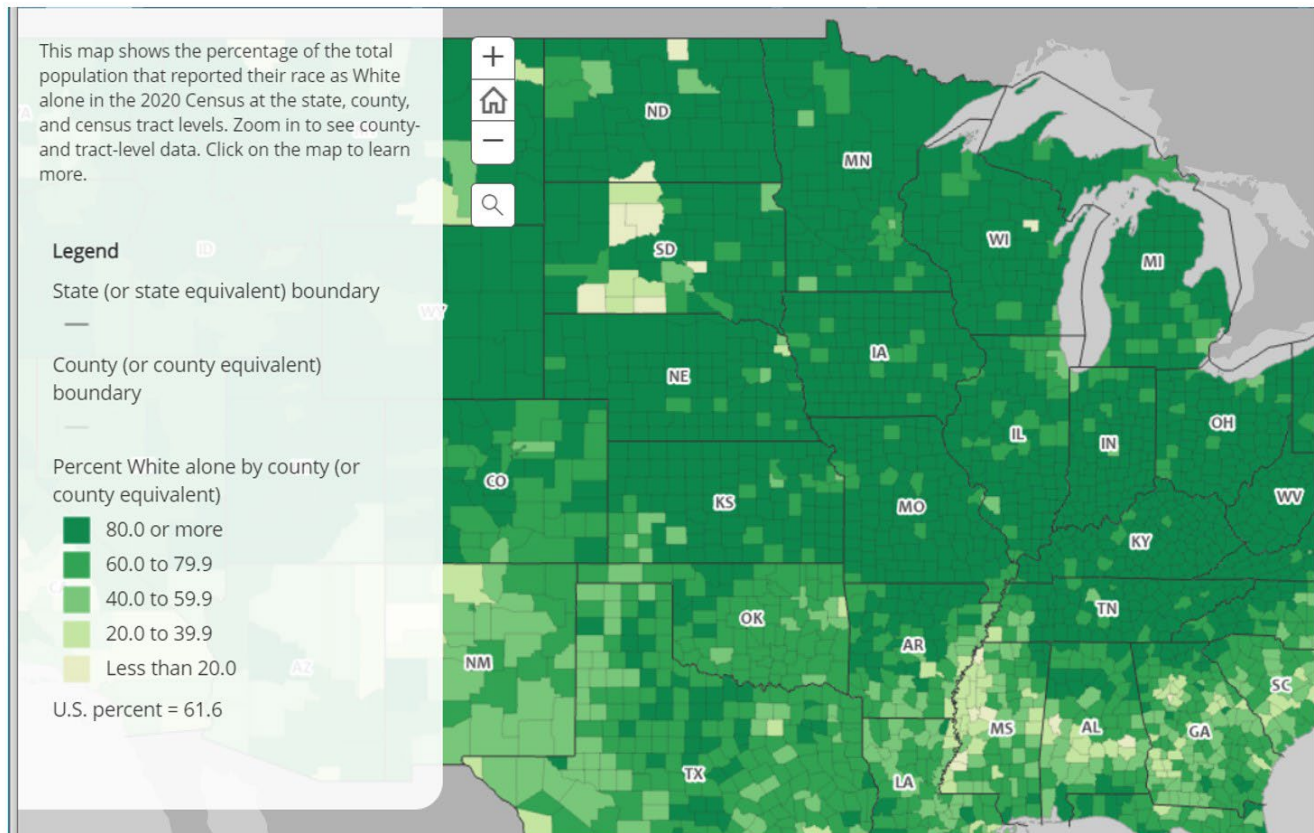 This map shows the percentage of the total
population that reported their race as White
alone in the 2020 Census at the state, county,
and census tract levels. Zoom in to see county-
and tract-level data. Click on the map to learn
more.
Legend
State (or state equivalent) boundary
County (or county equivalent)
boundary
Percent White alone by county (or
county equivalent)
80.0 or more
60.0 to 79.9
40.0 to 59.9
20.0 to 39.9
Less than 20.0
U.S. percent = 61.6
+
−
ND
MN
SD
WI
MI
ID
WY
NE
IA
IL
IN
OH
CO
KS
MO
WV
KY
OK
TN
AR
NM
AZ
SC
MS
AL
GA
TX
LA